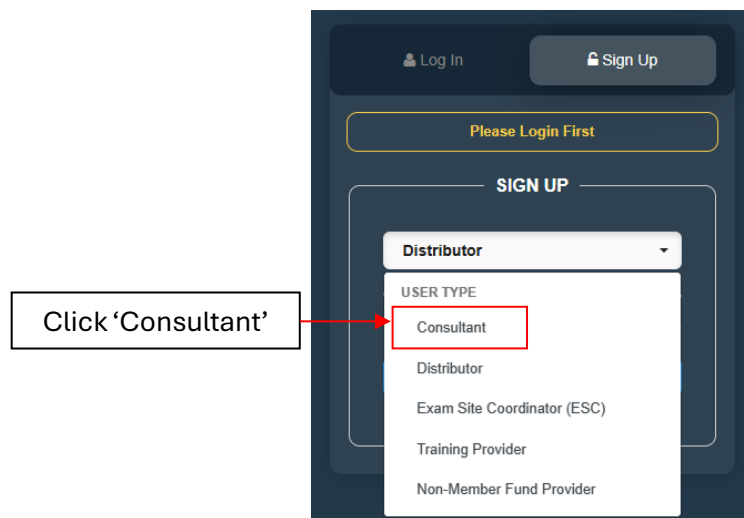 Log In
Sign Up
Please Login First
SIGN UP
Distributor
USER TYPE
Click ‘Consultant’
Consultant
Distributor
Exam Site Coordinator (ESC)
Training Provider
Non-Member Fund Provider